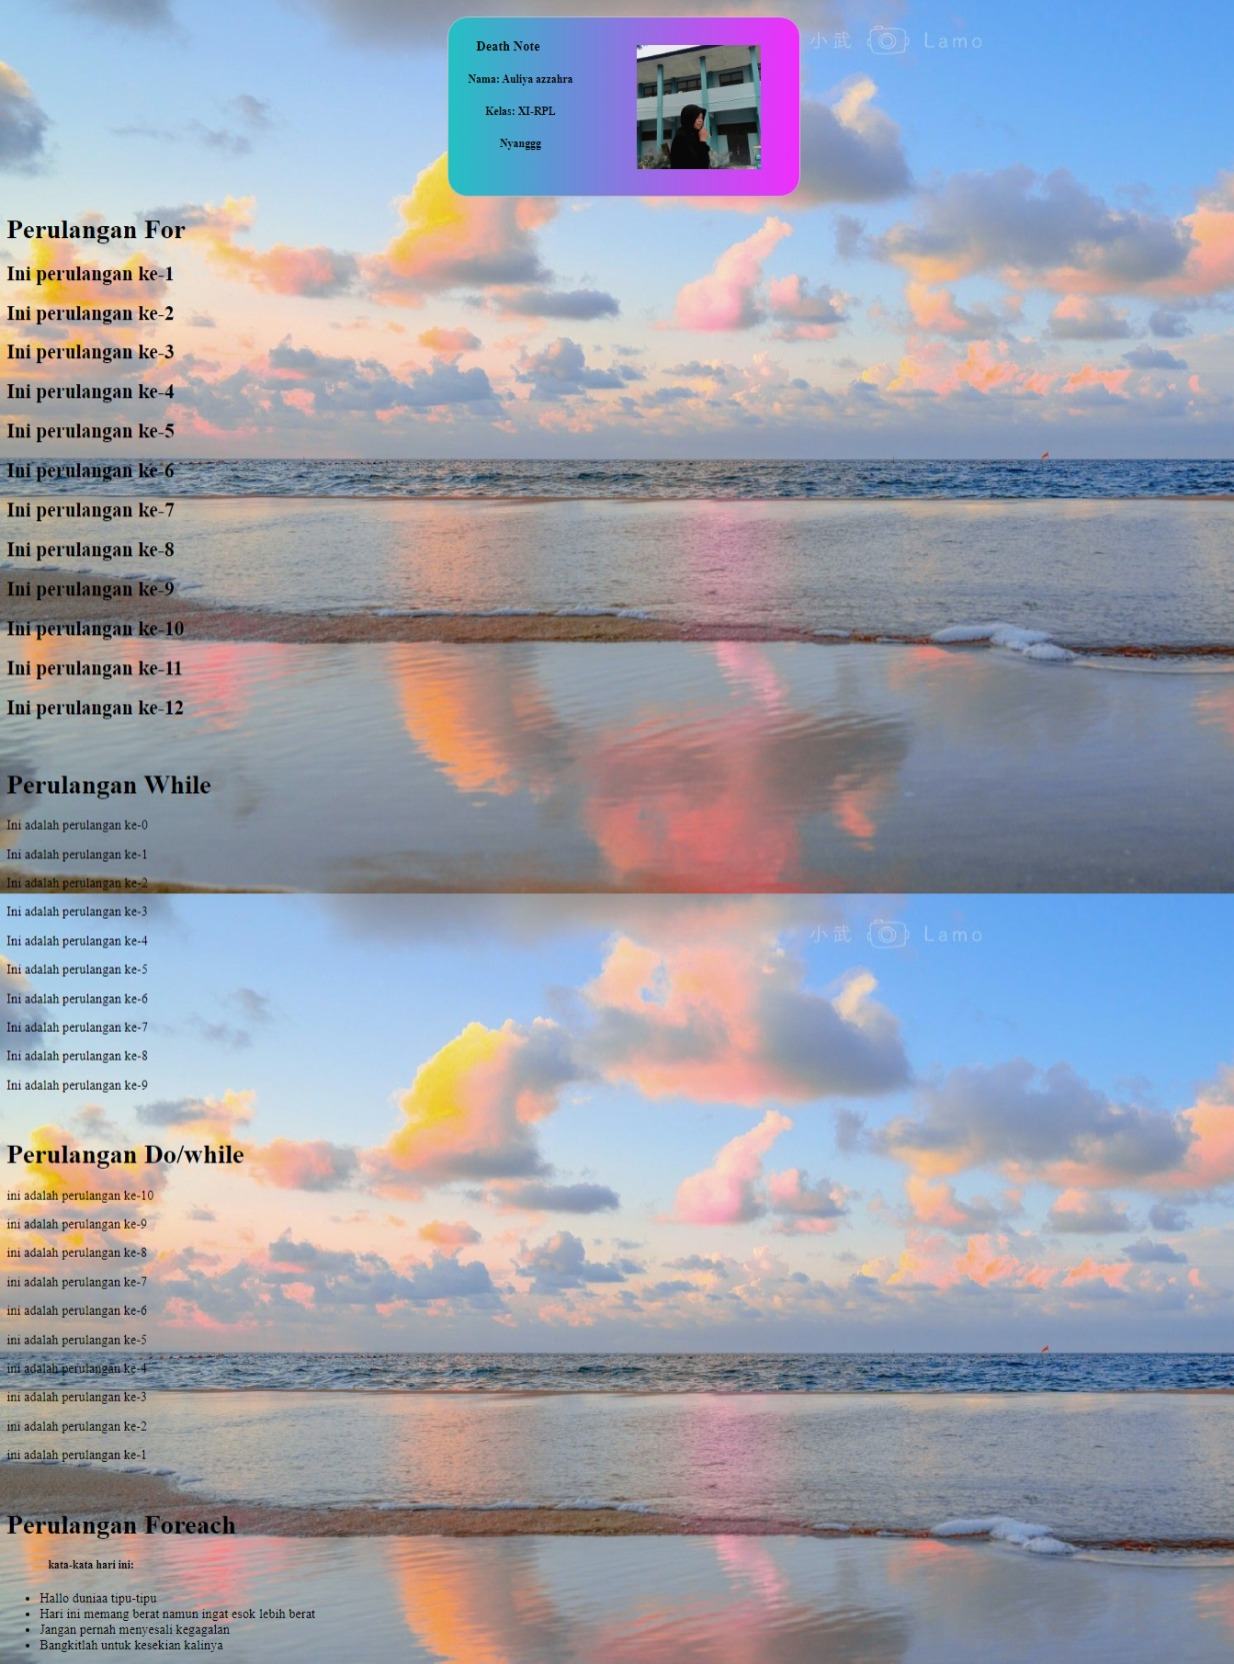 小武 Lamo
Death Note
Nama: Auliya azzahra
Kelas: XI-RPL
Nyanggg
Perulangan For
Ini perulangan ke-1
Ini perulangan ke-2
Ini perulangan ke-3
Ini perulangan ke-4
Ini perulangan ke-5
Ini perulangan ke-6
Ini perulangan ke-7
Ini perulangan ke-8
Ini perulangan ke-9
Ini perulangan ke-10
Ini perulangan ke-11
Ini perulangan ke-12
Perulangan While
Ini adalah perulangan ke-0
Ini adalah perulangan ke-1
Ini adalah perulangan ke-2
Ini adalah perulangan ke-3
小武 Lamo
Ini adalah perulangan ke-4
Ini adalah perulangan ke-5
Ini adalah perulangan ke-6
Ini adalah perulangan ke-7
Ini adalah perulangan ke-8
Ini adalah perulangan ke-9
Perulangan Do/while
ini adalah perulangan ke-10
ini adalah perulangan ke-9
ini adalah perulangan ke-8
ini adalah perulangan ke-7
ini adalah perulangan ke-6
ini adalah perulangan ke-5
ini adalah perulangan ke-4
ini adalah perulangan ke-3
ini adalah perulangan ke-2
ini adalah perulangan ke-1
Perulangan Foreach
kata-kata hari ini:
• Hallo duniaa tipu-tipu
• Hari ini memang berat namun ingat esok lebih berat
• Jangan pernah menyesali kegagalan
• Bangkitlah untuk kesekian kalinya